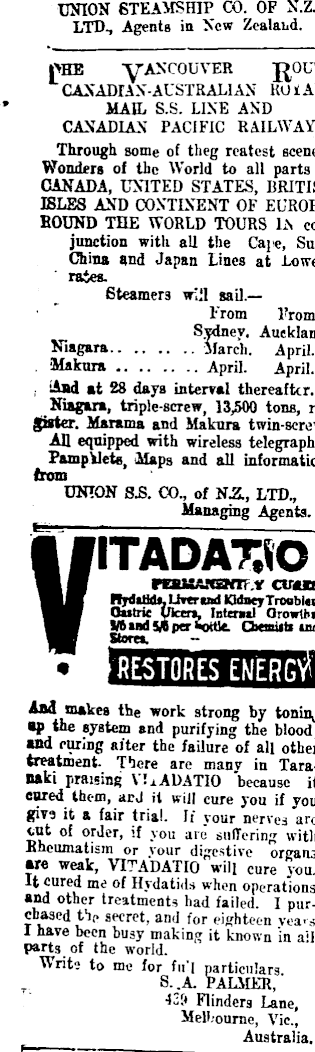 UNION STEAMSHIP CO. OF N.Z.
LTD., Agents in New Zealand.
THE VANCOUVER ROU
CANADIAN-AUSTRALIAN ROYA
MAIL S.S. LINE AND
CANADIAN PACIFIC RAILWAY
Through some of theg reatest scene
Wonders of the World to all parts
CANADA, UNITED STATES, BRITIS
ISLES AND CONTINENT OF EUROP
ROUND THE WORLD TOURS IN co
junction with all the Cape, Su
China and Japan Lines at Lowe
rates.
Steamers will sail.—
From From
Sydney. Aucklan
Niagara.. .. .. .. .. March. April.
Makura .. .. .. .. .. April. April.
And at 28 days interval thereafter.
Niagara, triple-screw, 13,500 tons, r
gister. Marama and Makura twin-scre
All equipped with wireless telegraph
Pamphlets, Maps and all informatio
from
UNION S.S. CO., of N.Z., LTD.,
Managing Agents.
VITADATIO
PERMANENTLY CURES
Hydatids, Liver and Kidney Troubles
Gastric Ulcers, Internal Growths
3/6 and 5/6 per bottle. Chemists and
Stores.
RESTORES ENERGY
And makes the work strong by toning
up the system and purifying the blood
and curing after the failure of all other
treatment. There are many in Tara-
naki praising VITADATIO because it
cured them, and it will cure you if you
give it a fair trial. If your nerves are
out of order, if you are suffering with
Rheumatism or your digestive organs
are weak, VITADATIO will cure you.
It cured me of Hydatids when operations
and other treatments had failed. I pur-
chased the secret, and for eighteen years
I have been busy making it known in all
parts of the world.
Write to me for full particulars.
S. A. PALMER,
439 Flinders Lane,
Melbourne, Vic.,
Australia.